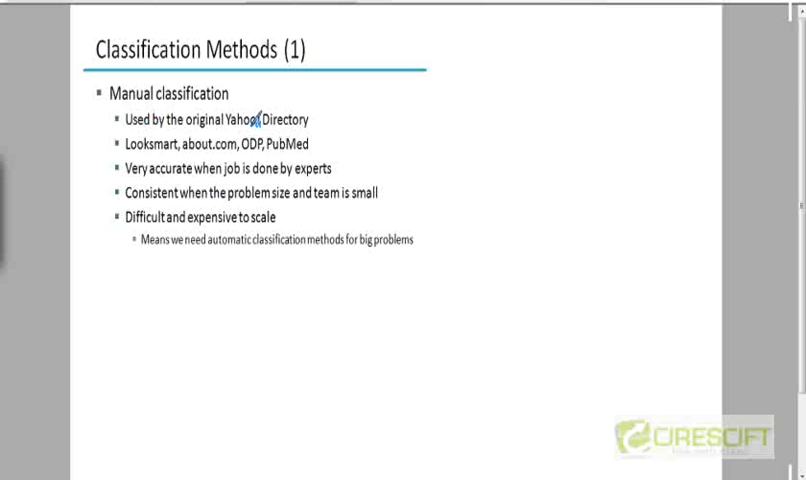 Classification Methods (1)
Manual classification
Used by the original Yahoo! Directory
Looksmart, about.com, ODP, PubMed
Very accurate when job is done by experts
Consistent when the problem size and team is small
Difficult and expensive to scale
Means we need automatic classification methods for big problems